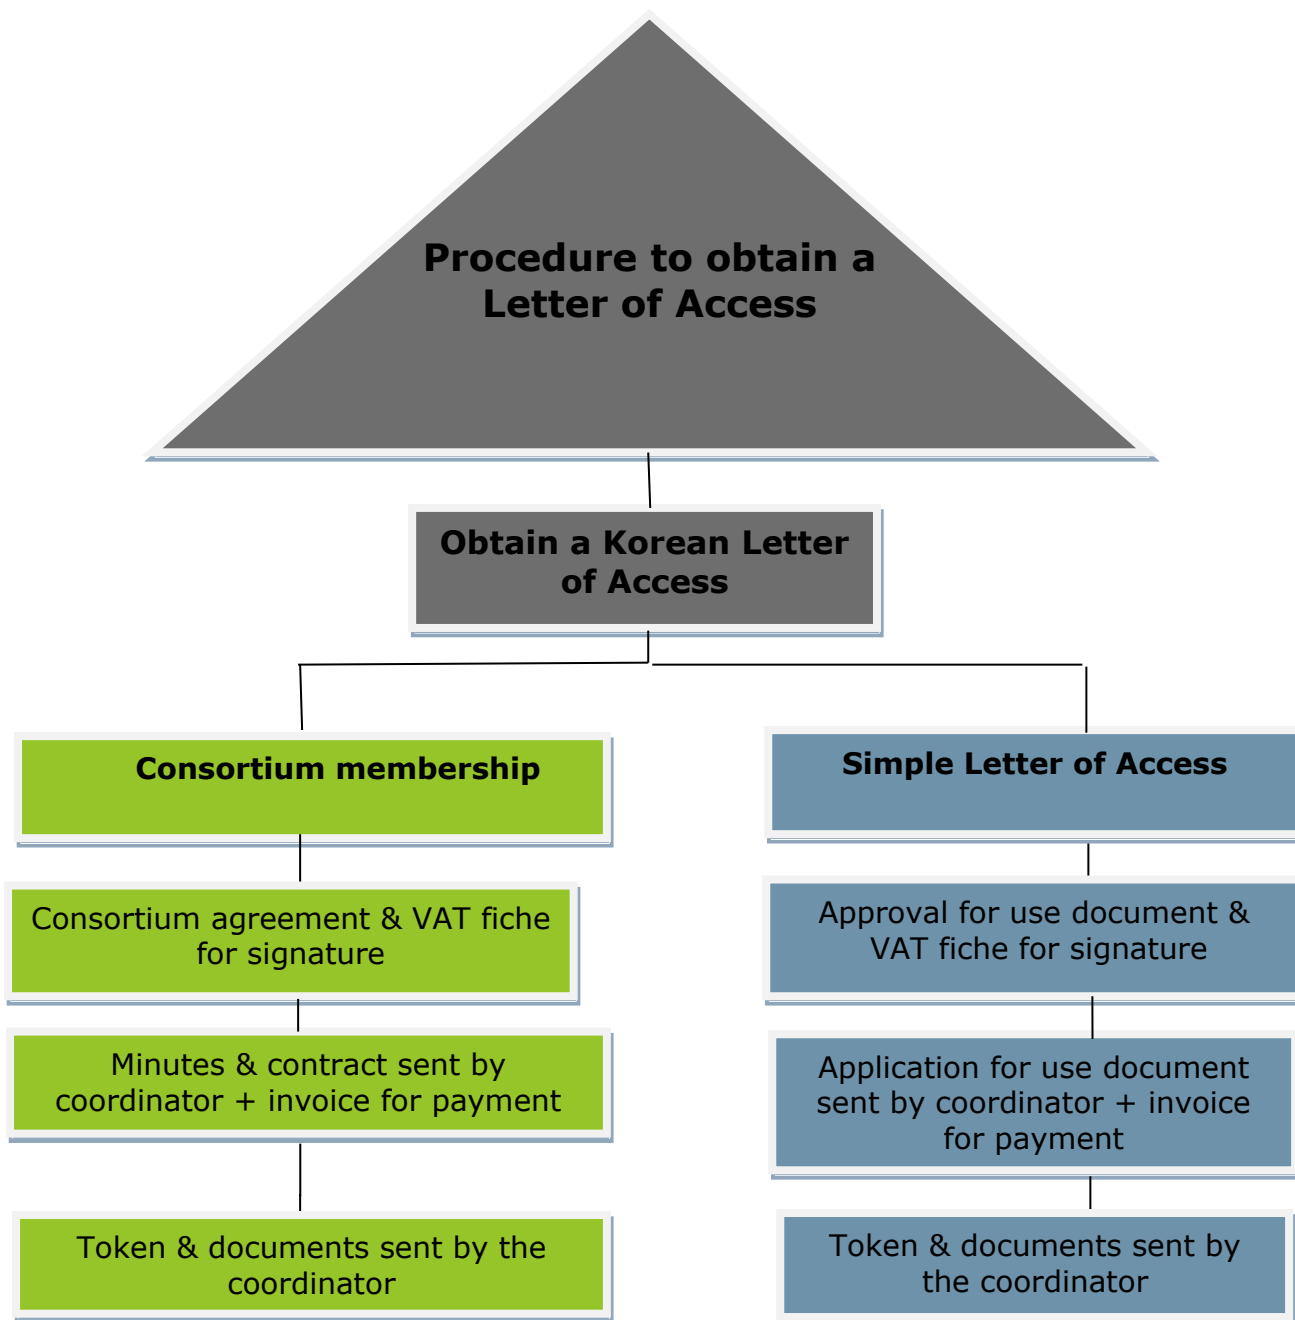 Procedure to obtain a
Letter of Access
Obtain a Korean Letter
of Access
Consortium membership
Consortium agreement & VAT fiche
for signature
Minutes & contract sent by
coordinator + invoice for payment
Token & documents sent by the
coordinator
Simple Letter of Access
Approval for use document &
VAT fiche for signature
Application for use document
sent by coordinator + invoice
for payment
Token & documents sent by
the coordinator